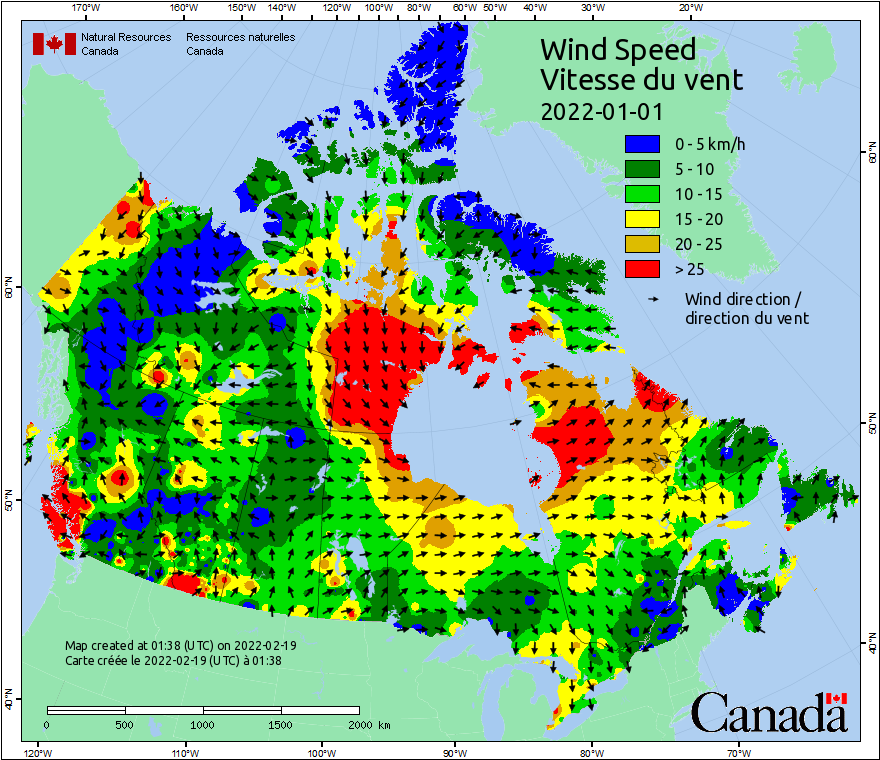 170°W 160°W 150°W 140°W 130°W 120°W 110°W 100°W 80°W 60°W 50°W 40°W 30°W 20°W
Natural Resources Ressources naturelles
Canada Canada
Wind Speed
Vitesse du vent
2022-01-01
0 - 5 km/h
5 - 10
10 - 15
15 - 20
20 - 25
> 25
Wind direction /
direction du vent
60°N
60°N
50°N
50°N
40°N
40°N
Map created at 01:38 (UTC) on 2022-02-19
Carte créée le 2022-02-19 (UTC) à 01:38
0 500 1000 1500 2000 km
Canada
120°W 110°W 100°W 90°W 80°W 70°W